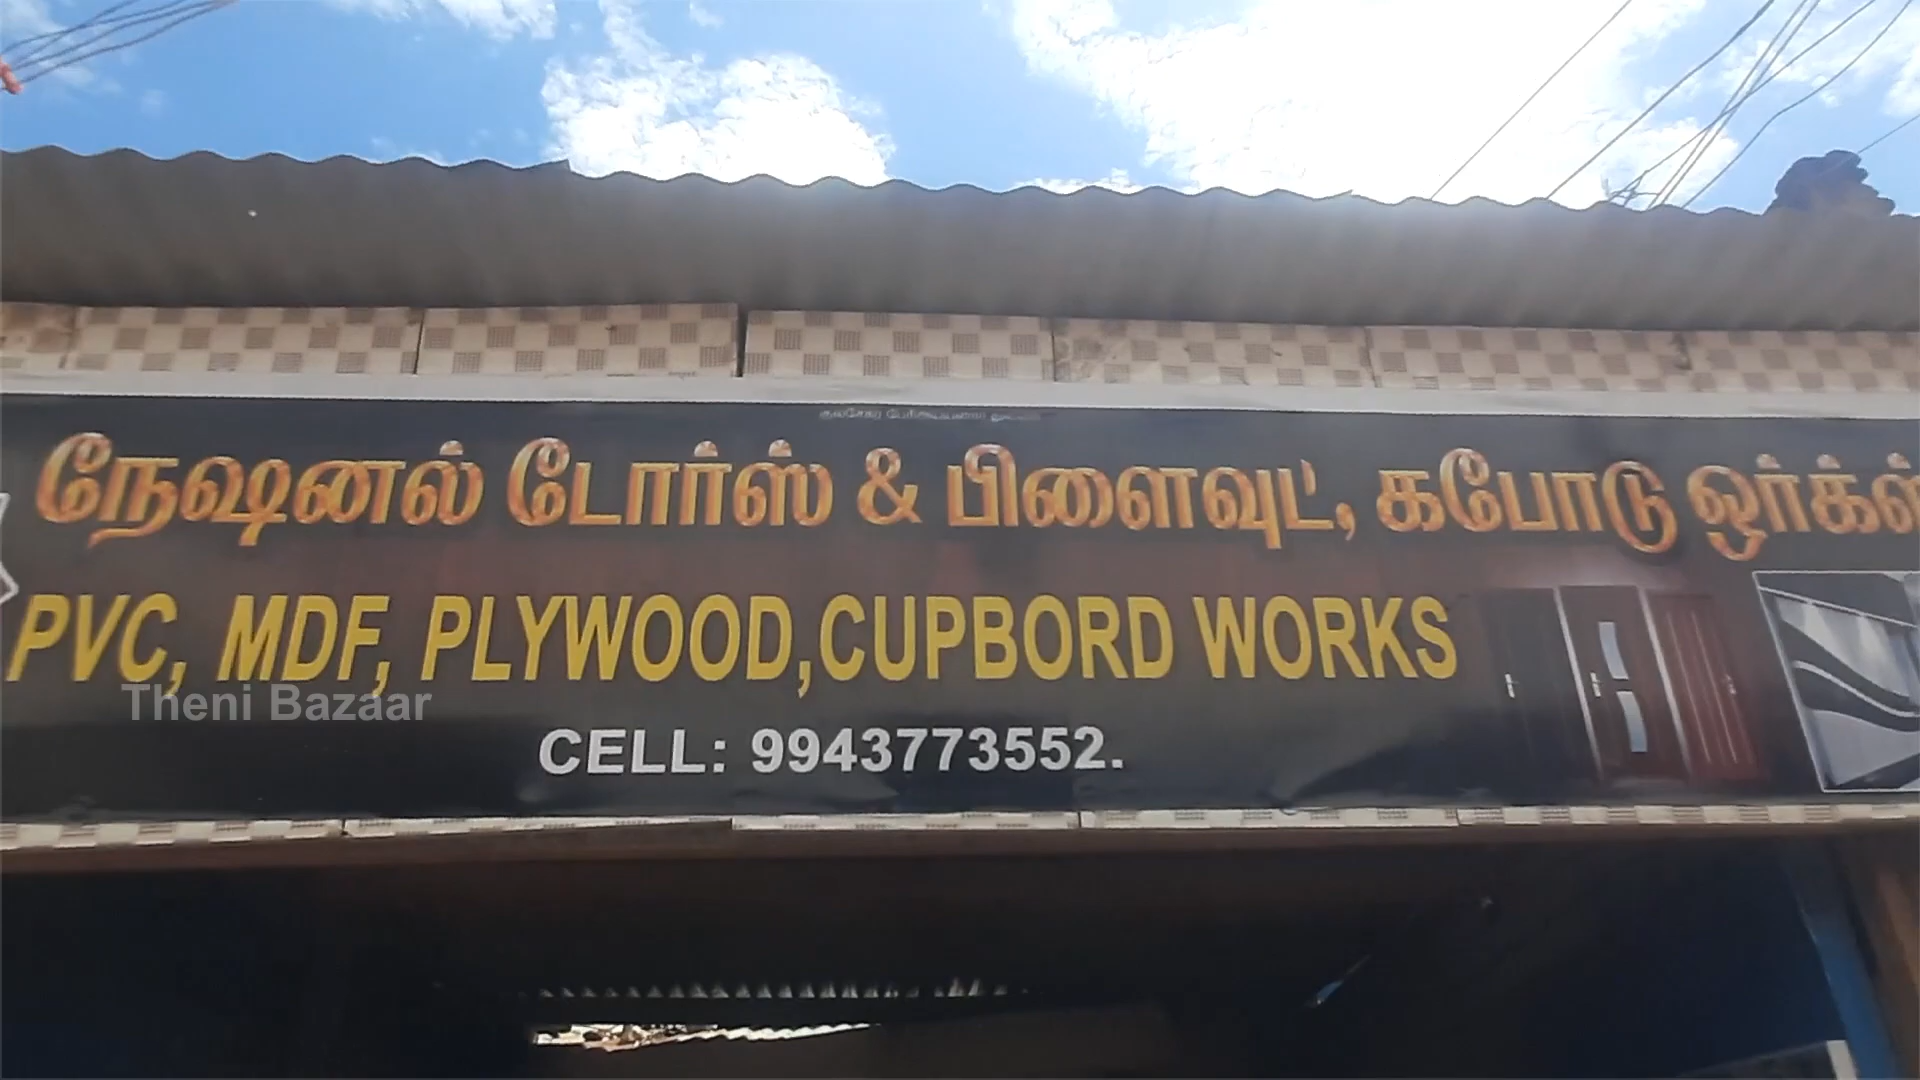 நேஷனல் டோர்ஸ் & பிளைவுட், கபோடு ஒர்க்ஸ்
PVC, MDF, PLYWOOD,CUPBORD WORKS
Theni Bazaar
CELL: 9943773552.